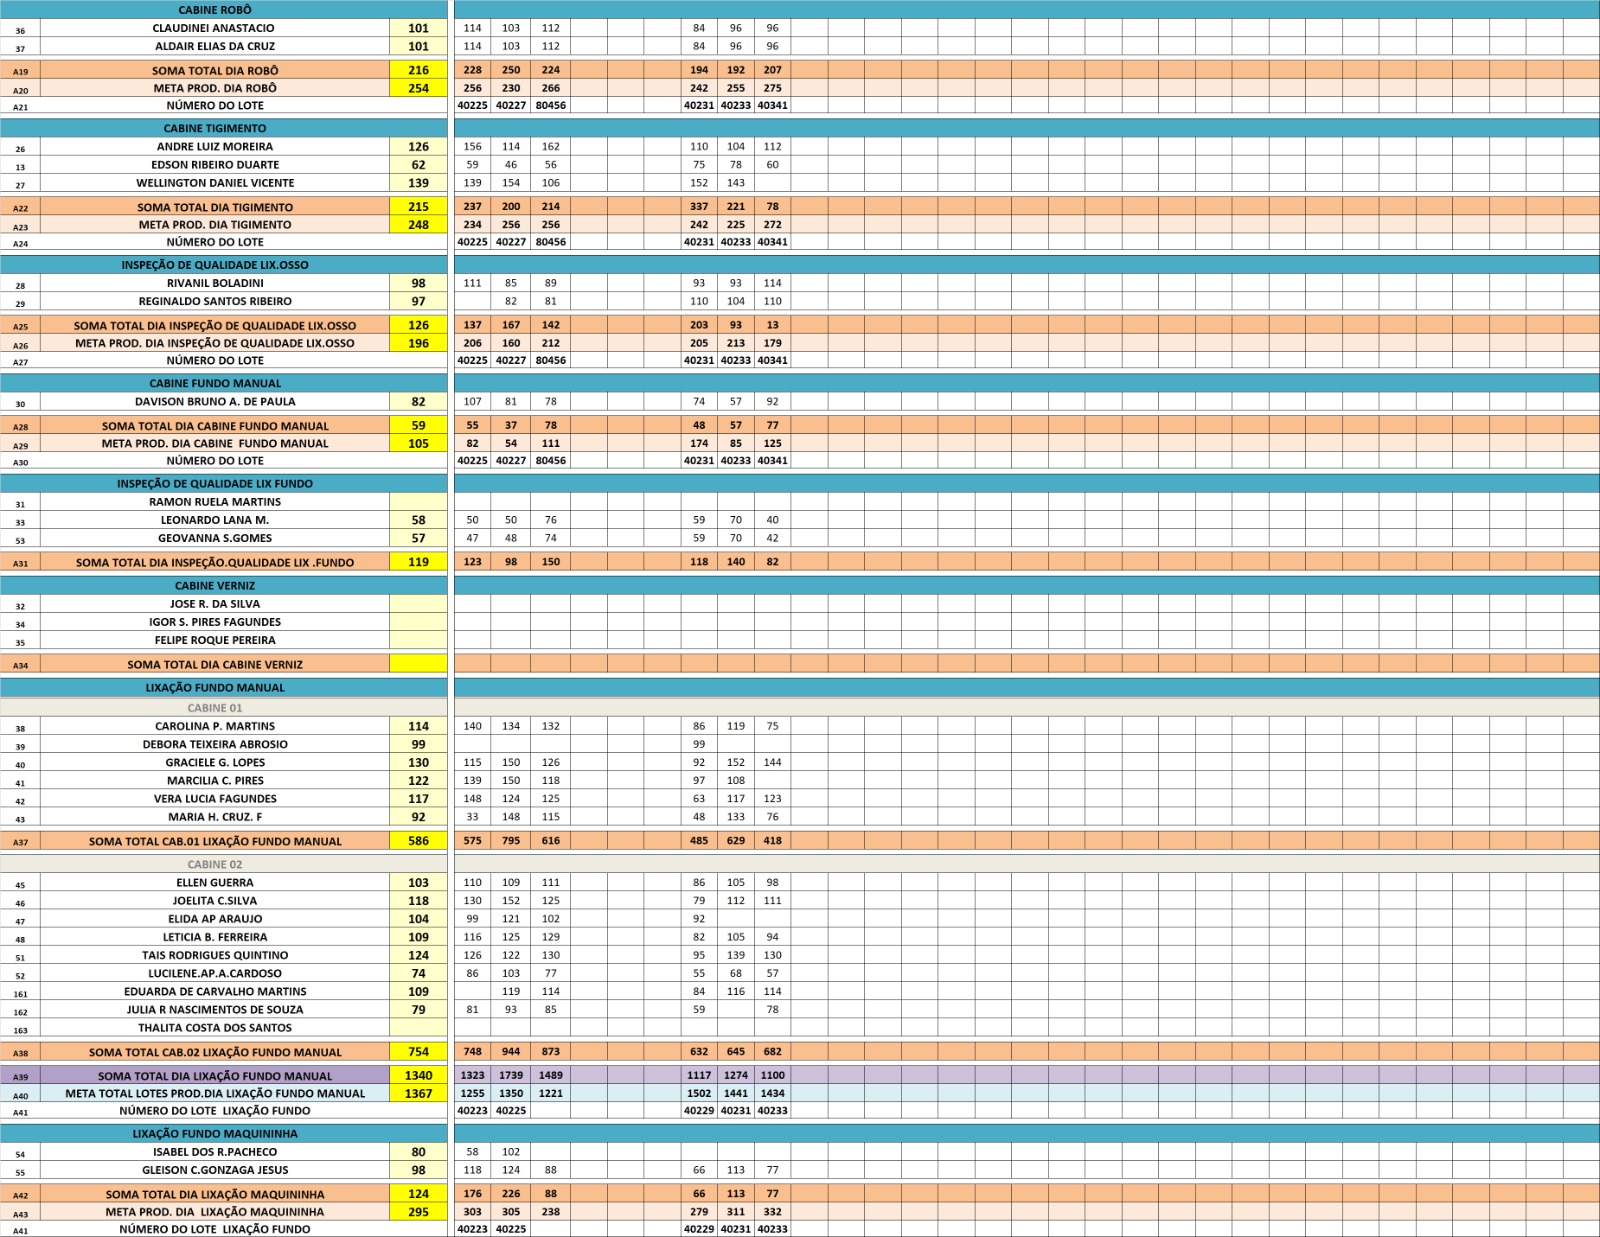 CABINE ROBÔ
36 CLAUDINEI ANASTACIO 101 114 103 112 84 96 96
37 ALDAIR ELIAS DA CRUZ 101 114 103 112 84 96 96
A19 SOMA TOTAL DIA ROBÔ 216 228 250 224 194 192 207
A20 META PROD. DIA ROBÔ 254 256 230 266 242 255 275
A21 NÚMERO DO LOTE 40225 40227 80456 40231 40233 40341
CABINE TIGIMENTO
26 ANDRE LUIZ MOREIRA 126 156 114 162 110 104 112
13 EDSON RIBEIRO DUARTE 62 59 46 56 75 78 60
27 WELLINGTON DANIEL VICENTE 139 139 154 106 152 143
A22 SOMA TOTAL DIA TIGIMENTO 215 237 200 214 337 221 78
A23 META PROD. DIA TIGIMENTO 248 234 256 256 242 225 272
A24 NÚMERO DO LOTE 40225 40227 80456 40231 40233 40341
INSPEÇÃO DE QUALIDADE LIX.OSSO
28 RIVANIL BOLADINI 98 111 85 89 93 93 114
29 REGINALDO SANTOS RIBEIRO 97 82 81 110 104 110
A25 SOMA TOTAL DIA INSPEÇÃO DE QUALIDADE LIX.OSSO 126 137 167 142 203 93 13
A26 META PROD. DIA INSPEÇÃO DE QUALIDADE LIX.OSSO 196 206 160 212 205 213 179
A27 NÚMERO DO LOTE 40225 40227 80456 40231 40233 40341
CABINE FUNDO MANUAL
30 DAVISON BRUNO A. DE PAULA 82 107 81 78 74 57 92
A28 SOMA TOTAL DIA CABINE FUNDO MANUAL 59 55 37 78 48 57 77
A29 META PROD. DIA CABINE  FUNDO MANUAL 105 82 54 111 174 85 125
A30 NÚMERO DO LOTE 40225 40227 80456 40231 40233 40341
INSPEÇÃO DE QUALIDADE LIX FUNDO
31 RAMON RUELA MARTINS
33 LEONARDO LANA M. 58 50 50 76 59 70 40
53 GEOVANNA S.GOMES 57 47 48 74 59 70 42
A31 SOMA TOTAL DIA INSPEÇÃO.QUALIDADE LIX .FUNDO 119 123 98 150 118 140 82
CABINE VERNIZ
32 JOSE R. DA SILVA
34 IGOR S. PIRES FAGUNDES
35 FELIPE ROQUE PEREIRA
A34 SOMA TOTAL DIA CABINE VERNIZ
LIXAÇÃO FUNDO MANUAL
CABINE 01
38 CAROLINA P. MARTINS 114 140 134 132 86 119 75
39 DEBORA TEIXEIRA ABROSIO 99 99
40 GRACIELE G. LOPES 130 115 150 126 92 152 144
41 MARCILIA C. PIRES 122 139 150 118 97 108
42 VERA LUCIA FAGUNDES 117 148 124 125 63 117 123
43 MARIA H. CRUZ. F 92 33 148 115 48 133 76
A37 SOMA TOTAL CAB.01 LIXAÇÃO FUNDO MANUAL 586 575 795 616 485 629 418
CABINE 02
45 ELLEN GUERRA 103 110 109 111 86 105 98
46 JOELITA C.SILVA 118 130 152 125 79 112 111
47 ELIDA AP ARAUJO 104 99 121 102 92
48 LETICIA B. FERREIRA 109 116 125 129 82 105 94
51 TAIS RODRIGUES QUINTINO 124 126 122 130 95 139 130
52 LUCILENE.AP.A.CARDOSO 74 86 103 77 55 68 57
161 EDUARDA DE CARVALHO MARTINS 109 119 114 84 116 114
162 JULIA R NASCIMENTOS DE SOUZA 79 81 93 85 59 78
163 THALITA COSTA DOS SANTOS
A38 SOMA TOTAL CAB.02 LIXAÇÃO FUNDO MANUAL 754 748 944 873 632 645 682
A39 SOMA TOTAL DIA LIXAÇÃO FUNDO MANUAL 1340 1323 1739 1489 1117 1274 1100
A40 META TOTAL LOTES PROD.DIA LIXAÇÃO FUNDO MANUAL 1367 1255 1350 1221 1502 1441 1434
A41 NÚMERO DO LOTE  LIXAÇÃO FUNDO 40223 40225 40229 40231 40233
LIXAÇÃO FUNDO MAQUININHA
54 ISABEL DOS R.PACHECO 80 58 102
55 GLEISON C.GONZAGA JESUS 98 118 124 88 66 113 77
A42 SOMA TOTAL DIA LIXAÇÃO MAQUININHA 124 176 226 88 66 113 77
A43 META PROD. DIA  LIXAÇÃO MAQUININHA 295 303 305 238 279 311 332
A41 NÚMERO DO LOTE  LIXAÇÃO FUNDO 40223 40225 40229 40231 40233